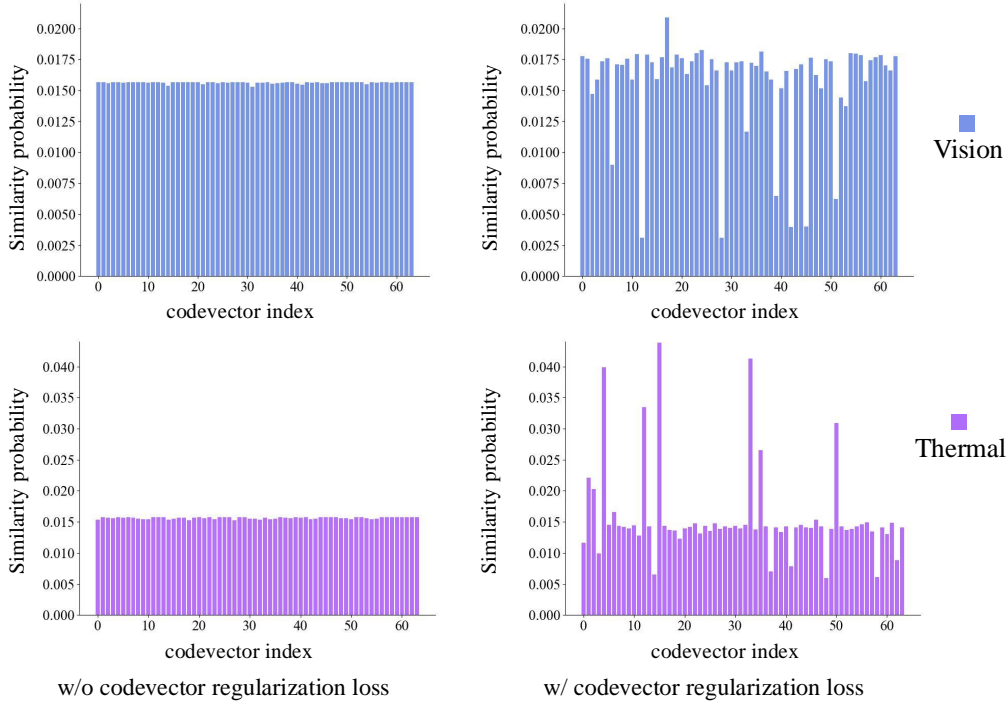 0.0200
0.0175
0.0150
0.0125
0.0100
0.0075
0.0050
0.0025
0.0000
Similarity probability
0 10 20 30 40 50 60
codevector index
0.0200
0.0175
0.0150
0.0125
0.0100
0.0075
0.0050
0.0025
0.0000
Similarity probability
0 10 20 30 40 50 60
codevector index
Vision
0.040
0.035
0.030
0.025
0.020
0.015
0.010
0.005
0.000
Similarity probability
0 10 20 30 40 50 60
codevector index
0.040
0.035
0.030
0.025
0.020
0.015
0.010
0.005
0.000
Similarity probability
0 10 20 30 40 50 60
codevector index
Thermal
w/o codevector regularization loss
w/ codevector regularization loss